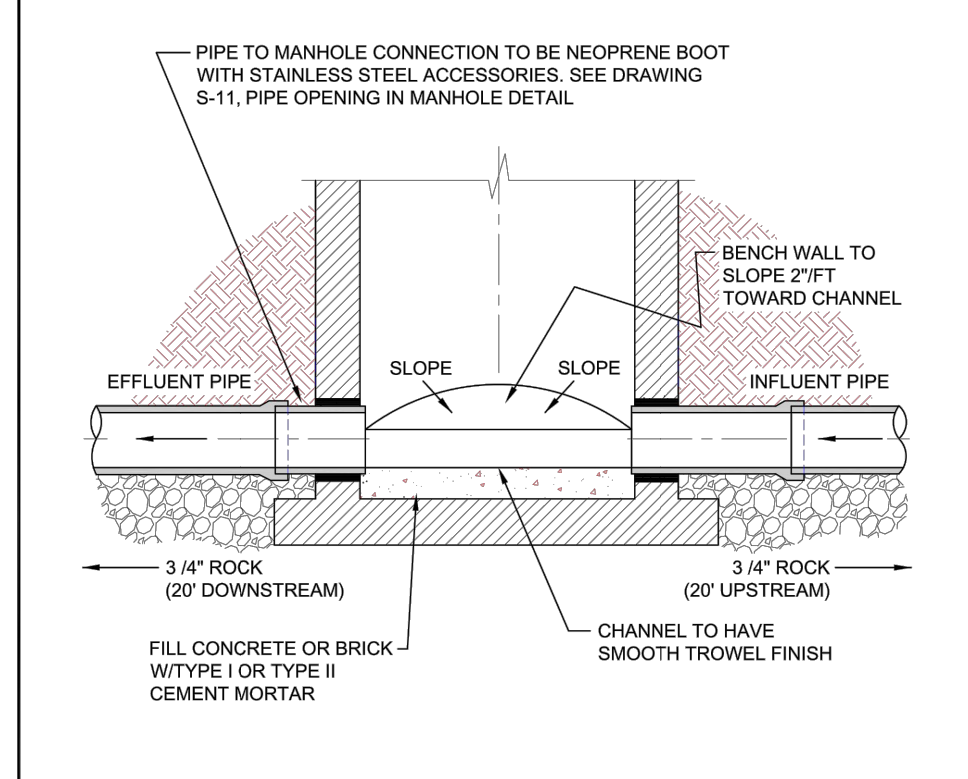 PIPE TO MANHOLE CONNECTION TO BE NEOPRENE BOOT
WITH STAINLESS STEEL ACCESSORIES. SEE DRAWING
S-11, PIPE OPENING IN MANHOLE DETAIL
BENCH WALL TO
SLOPE 2"/FT
TOWARD CHANNEL
EFFLUENT PIPE
SLOPE
SLOPE
INFLUENT PIPE
3 /4" ROCK
(20' DOWNSTREAM)
3 /4" ROCK
(20' UPSTREAM)
FILL CONCRETE OR BRICK
W/TYPE I OR TYPE II
CEMENT MORTAR
CHANNEL TO HAVE
SMOOTH TROWEL FINISH